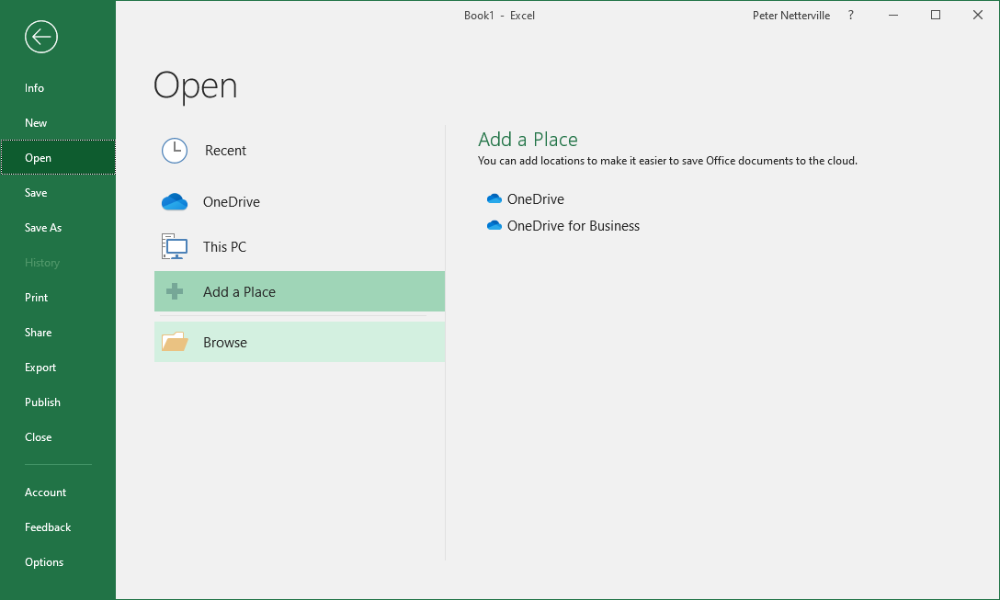 Book1 - Excel
Peter Netterville ?
Info
New
Open
Save
Save As
History
Print
Share
Export
Publish
Close
Account
Feedback
Options
Open
Recent
OneDrive
This PC
Add a Place
Browse
Add a Place
You can add locations to make it easier to save Office documents to the cloud.
OneDrive
OneDrive for Business